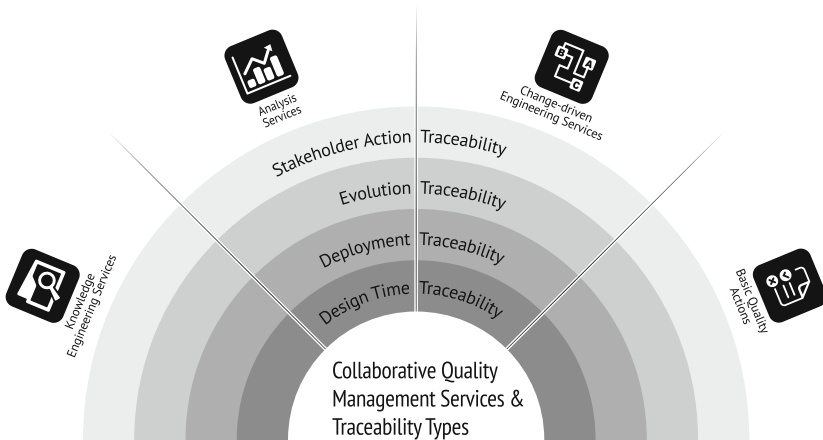 Analysis
Services
Change-driven
Engineering Services
Knowledge
Engineering Services
Basic Quality
Actions
Stakeholder Action Traceability
Evolution Traceability
Deployment Traceability
Design Time Traceability
Collaborative Quality
Management Services &
Traceability Types
B
A
C